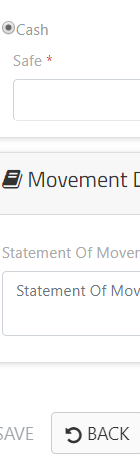 Cash
Safe *
Movement D
Statement Of Mover
Statement Of Mov
SAVE
BACK